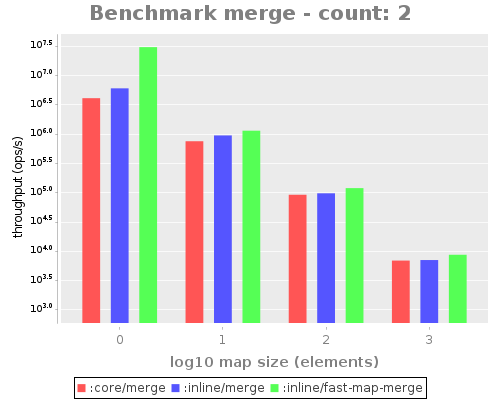 Benchmark merge - count: 2
throughput (ops/s)
10^7.5
10^7.0
10^6.5
10^6.0
10^5.5
10^5.0
10^4.5
10^4.0
10^3.5
10^3.0
0 1 2 3
log10 map size (elements)
:core/merge :inline/merge :inline/fast-map-merge